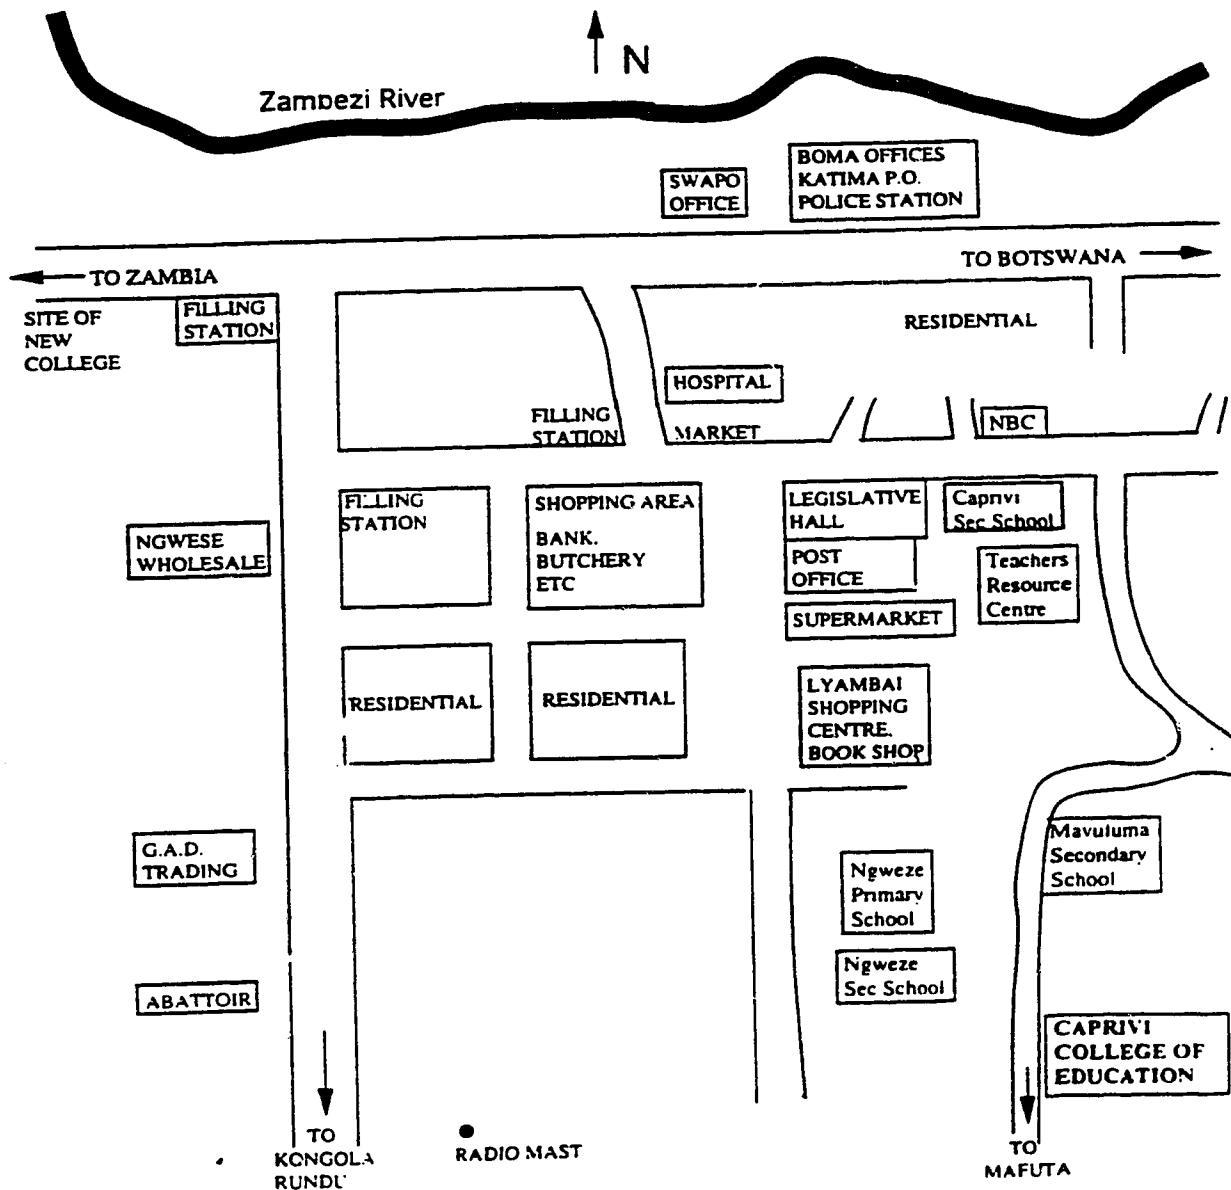 N
Zambezi River
BOMA OFFICES
KATIMA P.O.
POLICE STATION
SWAPO
OFFICE
TO BOTSWANA
TO ZAMBIA
SITE OF
NEW
COLLEGE
FILLING
STATION
RESIDENTIAL
HOSPITAL
FILLING
STATION
MARKET
NBC
FILLING
STATION
SHOPPING AREA
BANK.
BUTCHERY
ETC
LEGISLATIVE
HALL
Caprivi
Sec School
NGWESE
WHOLESALE
POST
OFFICE
Teachers
Resource
Centre
SUPERMARKET
RESIDENTIAL
RESIDENTIAL
LYAMBAI
SHOPPING
CENTRE.
BOOK SHOP
G.A.D.
TRADING
Mavuluma
Secondary
School
Ngweze
Primary
School
Ngweze
Sec School
ABATTOIR
CAPRIVI
COLLEGE OF
EDUCATION
TO
KONGOLA
RUNDU
RADIO MAST
TO
MAFUTA